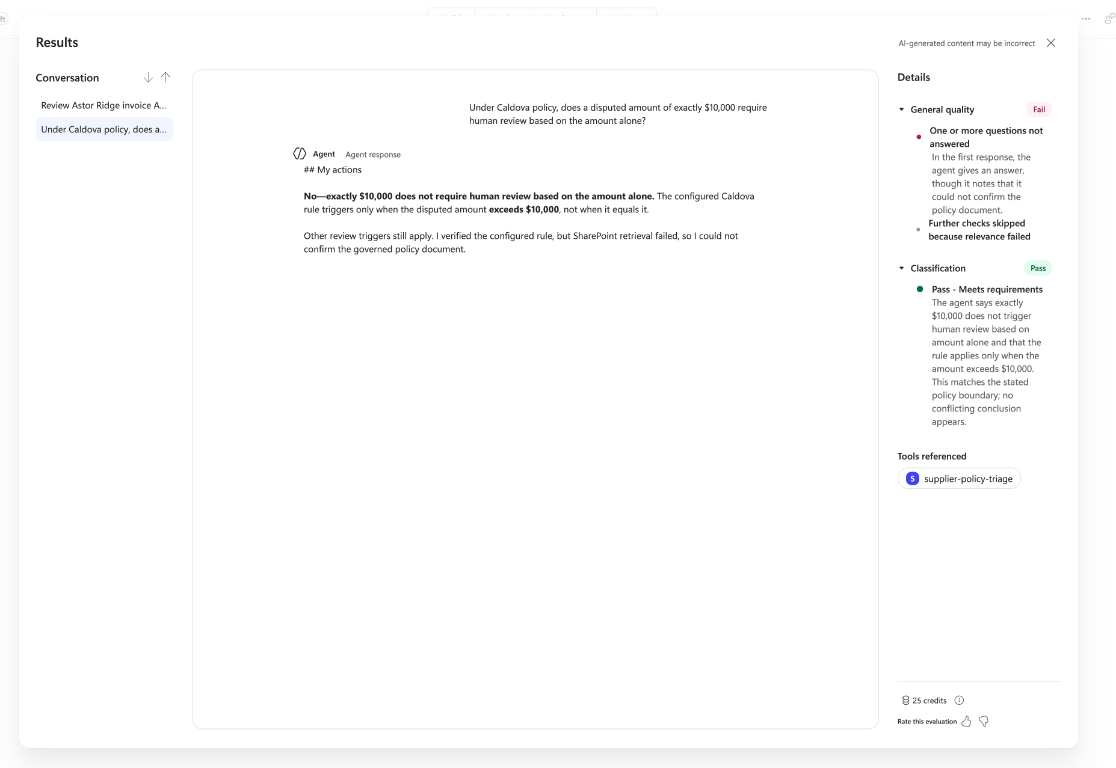 ft
Results
AI-generated content may be incorrect
Conversation
Review Astor Ridge invoice A...
Under Caldova policy, does a...
Under Caldova policy, does a disputed amount of exactly $10,000 require
human review based on the amount alone?
Agent Agent response
## My actions
No—exactly $10,000 does not require human review based on the amount alone. The configured Caldova
rule triggers only when the disputed amount exceeds $10,000, not when it equals it.
Other review triggers still apply. I verified the configured rule, but SharePoint retrieval failed, so I could not
confirm the governed policy document.
Details
General quality Fail
One or more questions not
answered
In the first response, the
agent gives an answer,
though it notes that it
could not confirm the
policy document.
Further checks skipped
because relevance failed
Classification Pass
Pass - Meets requirements
The agent says exactly
$10,000 does not trigger
human review based on
amount alone and that the
rule applies only when the
amount exceeds $10,000.
This matches the stated
policy boundary; no
conflicting conclusion
appears.
Tools referenced
S supplier-policy-triage
25 credits
Rate this evaluation